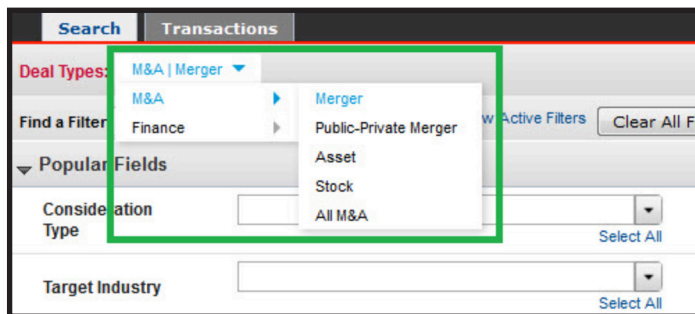 Search Transactions
Deal Types: M&A | Merger
M&A Merger
Find a Filter Finance Public-Private Merger Active Filters Clear All F
Asset
Popular Fields
Stock
Consideration
Type
All M&A
Select All
Target Industry
Select All